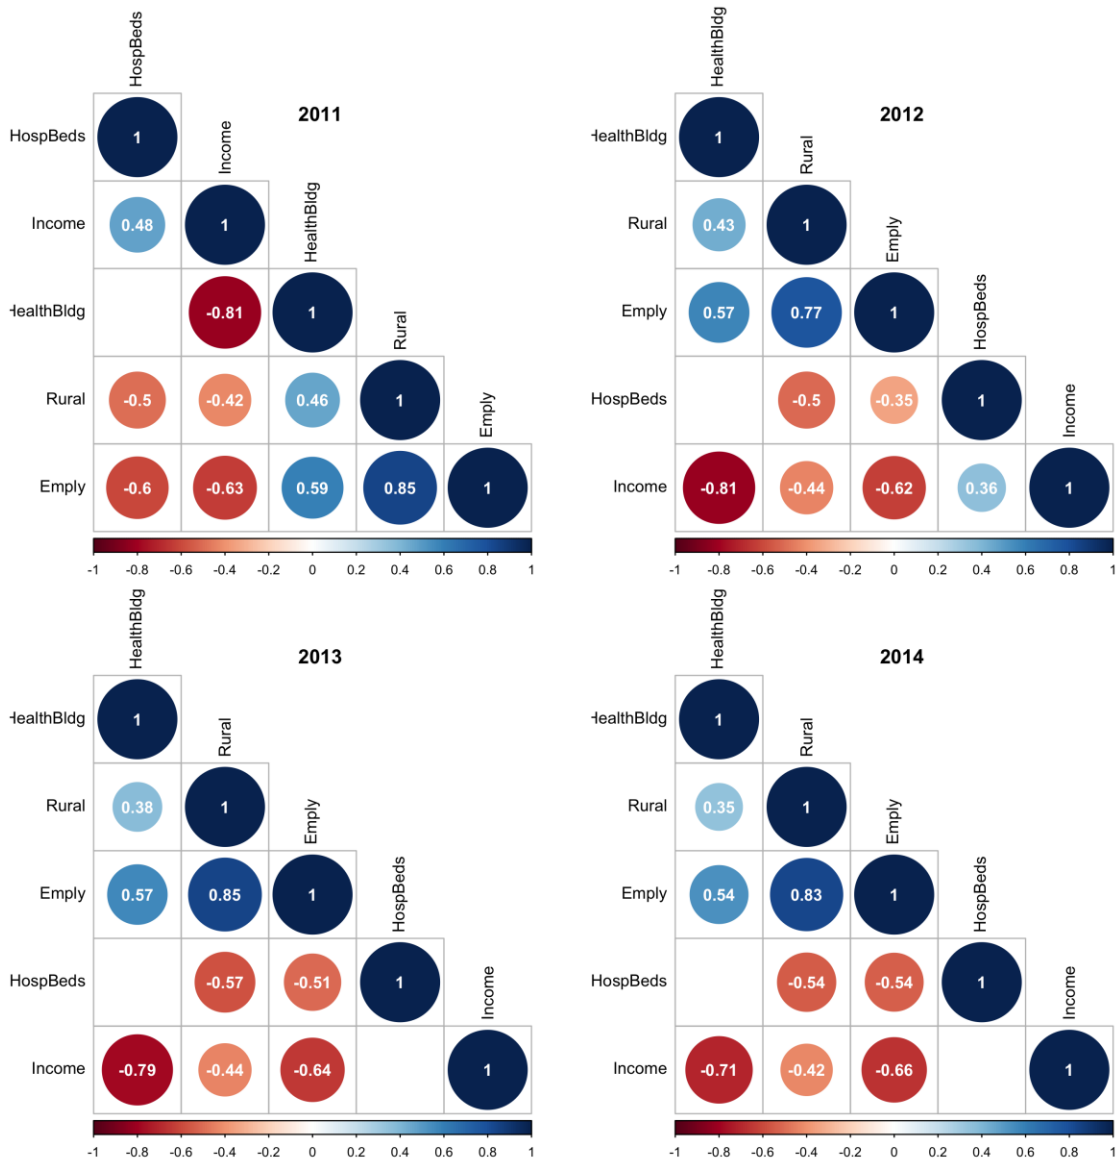 HospBeds
2011
HospBeds 1
Income
Income 0.48 1
HealthBldg
HealthBldg -0.81 1
Rural
Rural -0.5 -0.42 0.46 1
Emply
Emply -0.6 -0.63 0.59 0.85 1
-1 -0.8 -0.6 -0.4 -0.2 0 0.2 0.4 0.6 0.8 1
HealthBldg
2012
HealthBldg 1
Rural
Rural 0.43 1
Emply
Emply 0.57 0.77 1
HospBeds
HospBeds -0.5 -0.35 1
Income
Income -0.81 -0.44 -0.62 0.36 1
-1 -0.8 -0.6 -0.4 -0.2 0 0.2 0.4 0.6 0.8 1
HealthBldg
2013
HealthBldg 1
Rural
Rural 0.38 1
Emply
Emply 0.57 0.85 1
HospBeds
HospBeds -0.57 -0.51 1
Income
Income -0.79 -0.44 -0.64 1
-1 -0.8 -0.6 -0.4 -0.2 0 0.2 0.4 0.6 0.8 1
HealthBldg
2014
HealthBldg 1
Rural
Rural 0.35 1
Emply
Emply 0.54 0.83 1
HospBeds
HospBeds -0.54 -0.54 1
Income
Income -0.71 -0.42 -0.66 1
-1 -0.8 -0.6 -0.4 -0.2 0 0.2 0.4 0.6 0.8 1